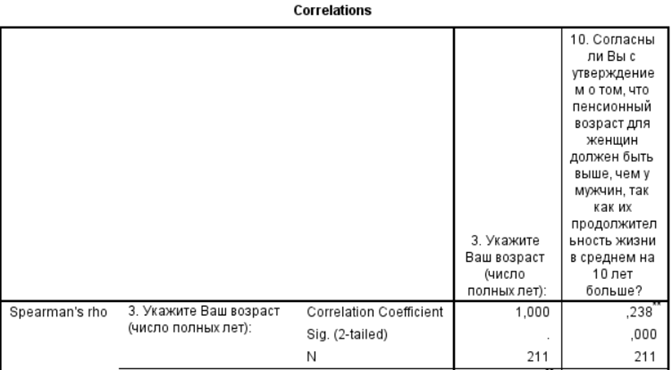 Correlations
10. Согласны
ли Вы с
утверждение
м о том, что
пенсионный
возраст для
женщин
должен быть
выше, чем у
мужчин, так
как их
продолжител
ьность жизни
в среднем на
10 лет
больше?
3. Укажите
Ваш возраст
(число
полных лет):
Spearman's rho 3. Укажите Ваш возраст Correlation Coefficient 1,000 ,238**
(число полных лет): Sig. (2-tailed) . ,000
N 211 211